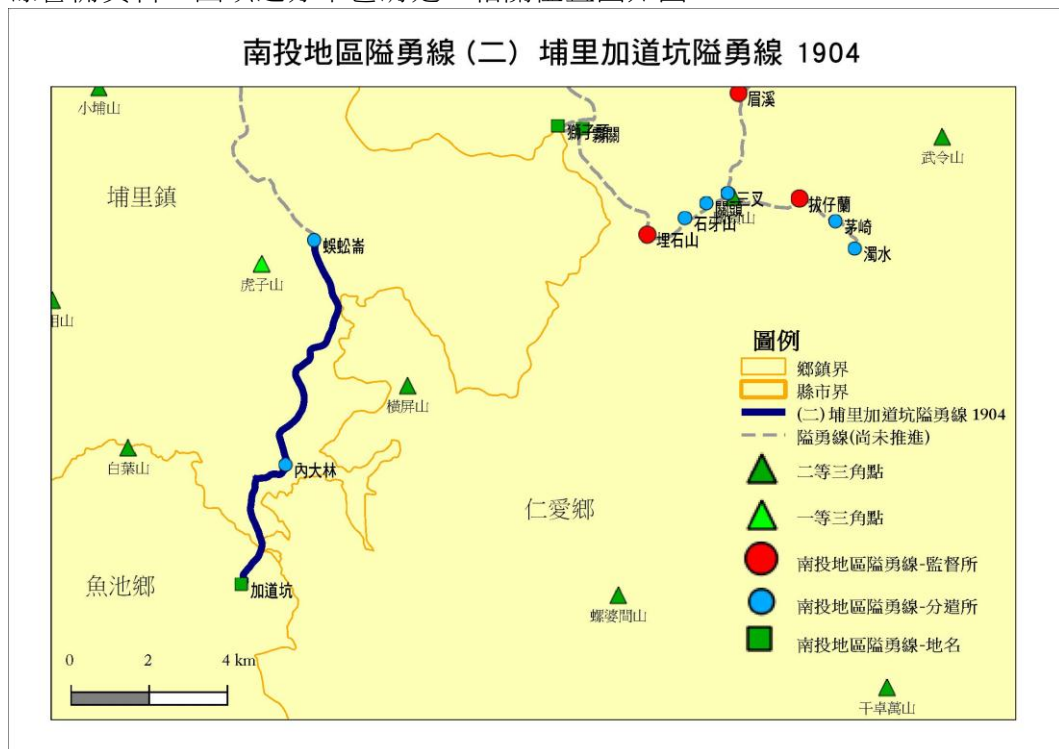 南投地區隘勇線 (二) 埔里加道坑隘勇線 1904
小埔山
眉溪
獅子頭
霧關
武令山
埔里鎮
三叉
拔仔蘭
關頭
石牙山
茅崎
埋石山
濁水
蜈蚣崙
虎子山
圖例
鄉鎮界
縣市界
(二)埔里加道坑隘勇線 1904
隘勇線(尚未推進)
橫屏山
白葉山
內大林
二等三角點
仁愛鄉
一等三角點
南投地區隘勇線-監督所
魚池鄉
加道坑
螺婆間山
南投地區隘勇線-分遣所
南投地區隘勇線-地名
0 2 4 km
干卓萬山